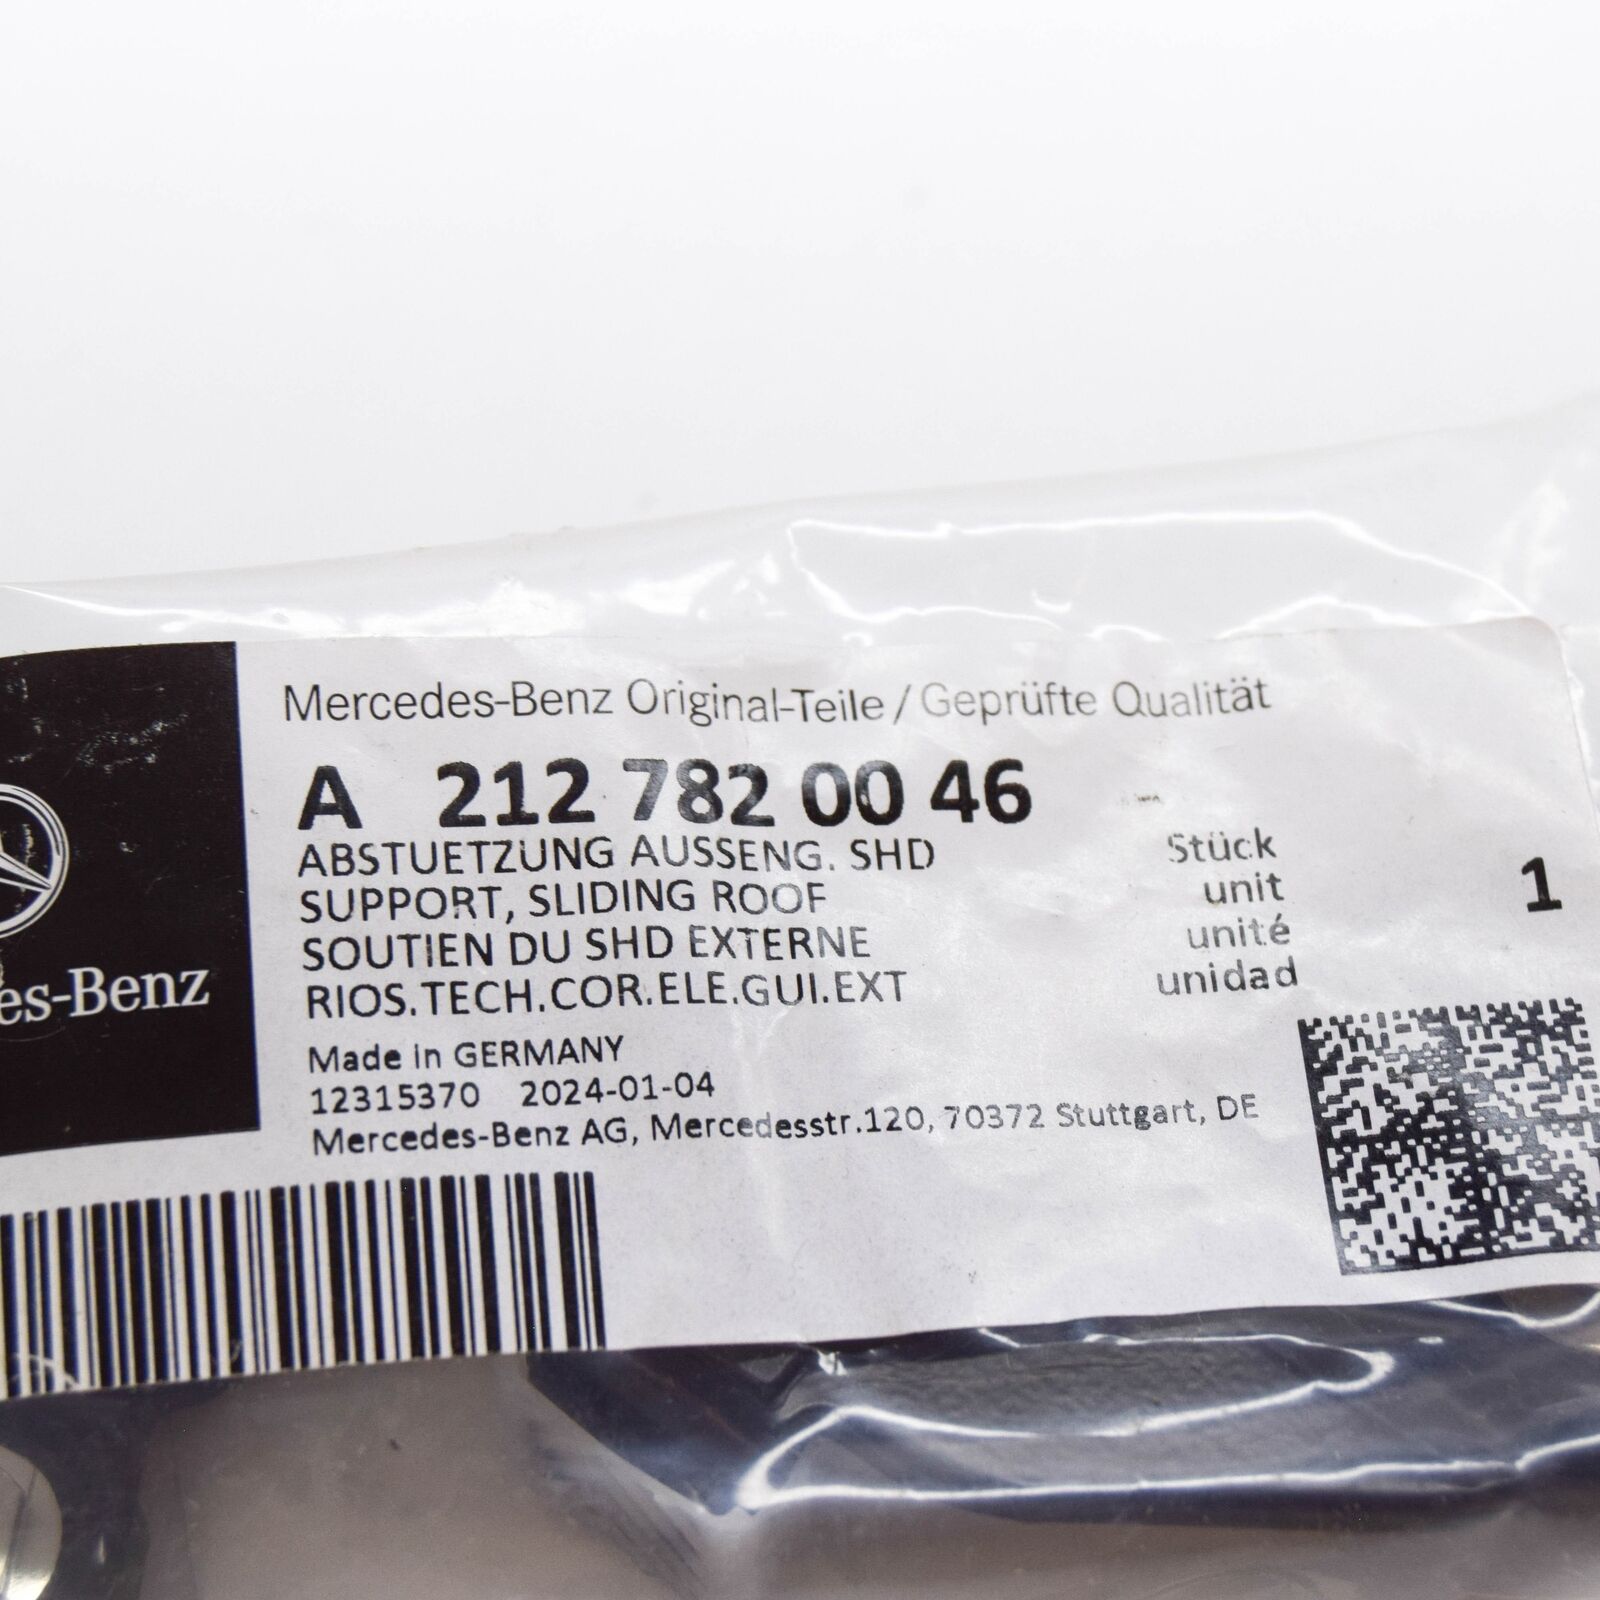 Mercedes-Benz Original-Teile / Geprüfte Qualität
A 212 782 00 46
ABSTUETZUNG AUSSENG. SHD Stück
SUPPORT, SLIDING ROOF unit 1
SOUTIEN DU SHD EXTERNE unité
RIOS.TECH.COR.ELE.GUI.EXT unidad
es-Benz
Made in GERMANY
12315370 2024-01-04
Mercedes-Benz AG, Mercedesstr.120, 70372 Stuttgart, DE